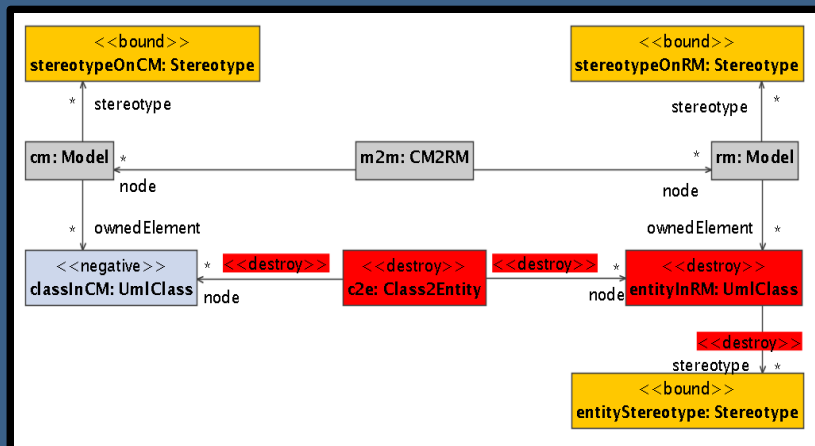 <<bound>>
stereotypeOnCM: Stereotype
<<bound>>
stereotypeOnRM: Stereotype
* stereotype
stereotype *
cm: Model
*
node
m2m: CM2RM
*
node
rm: Model
* ownedElement
ownedElement *
<<negative>>
classInCM: UmlClass
*
node
<<destroy>>
<<destroy>>
c2e: Class2Entity
<<destroy>>
*
node
<<destroy>>
entityInRM: UmlClass
<<destroy>>
stereotype *
<<bound>>
entityStereotype: Stereotype